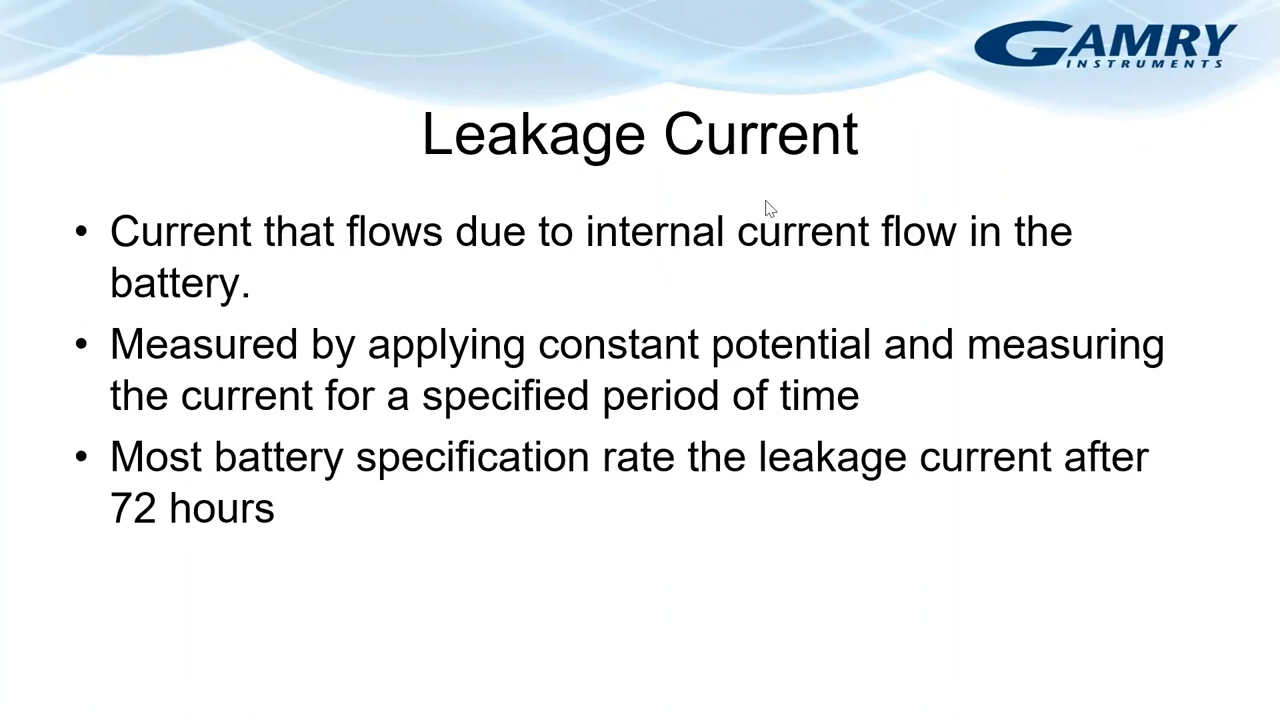 GAMRY
INSTRUMENTS
Leakage Current
• Current that flows due to internal current flow in the
battery.
• Measured by applying constant potential and measuring
the current for a specified period of time
• Most battery specification rate the leakage current after
72 hours